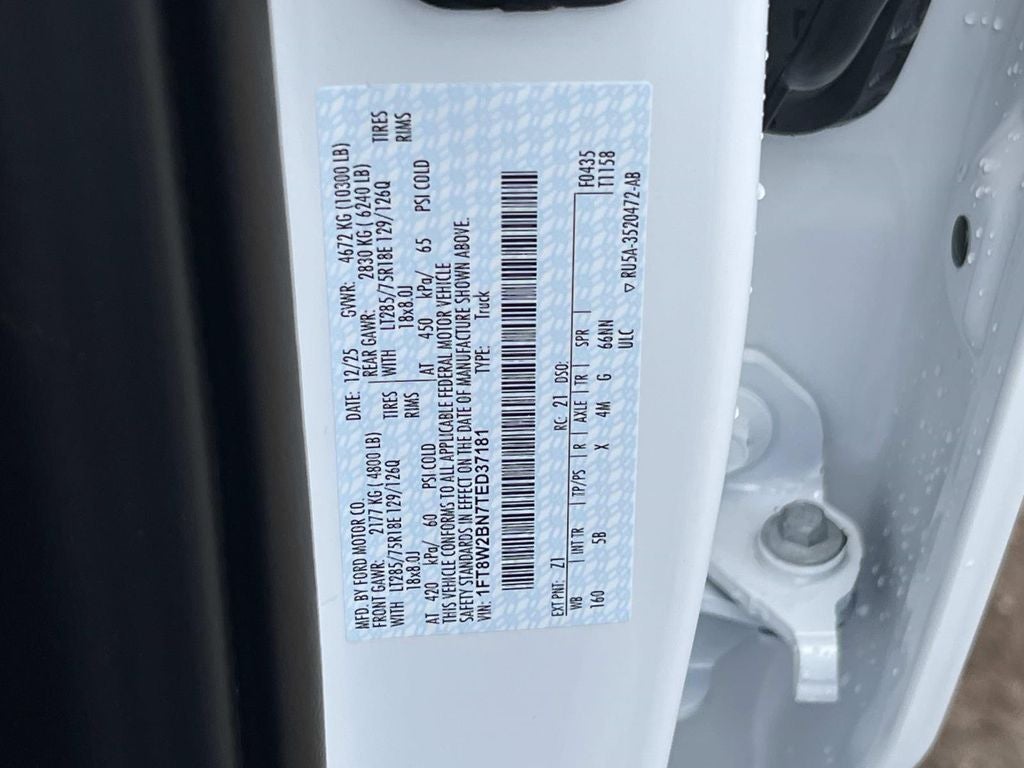 MFD. BY FORD MOTOR CO. DATE: 12/25 GVWR: 4672 KG (10300 LB)
FRONT GAWR: 2177 KG ( 4800 LB) REAR GAWR: 2830 KG ( 6240 LB)
WITH LT285/75R18E 129/126Q TIRES WITH LT285/75R18E 129/126Q TIRES
18x8.0J RIMS 18x8.0J RIMS
AT 420 kPa/ 60 PSI COLD AT 450 kPa/ 65 PSI COLD
THIS VEHICLE CONFORMS TO ALL APPLICABLE FEDERAL MOTOR VEHICLE
SAFETY STANDARDS IN EFFECT ON THE DATE OF MANUFACTURE SHOWN ABOVE.
VIN: 1FT8W2BN7TED37181 TYPE: Truck
EXT PNT: Z1 RC: 21 DSO: F0435
WB INT TR TP/PS R AXLE TR SPR TT1158
160 5B X 4M G 66NN
ULC ▽ RU5A-3520472-AB